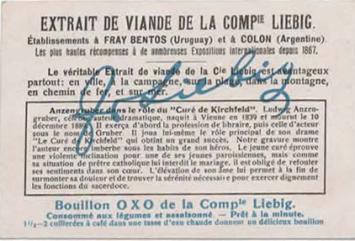 EXTRAIT DE VIANDE DE LA COMPIE LIEBIG.
Établissements à FRAY BENTOS (Uruguay) et à COLON (Argentine)
Les plus hautes récompenses à de nombreuses Expositions internationales depuis 1867.
Le véritable Extrait de viande de la Cie Liebig est avantageux
partout: en ville, à la campagne, sur la plage, dans la montagne,
en chemin de fer, et sur mer.
J v Liebig
Anzengruber dans le rôle du "Curé de Kirchfeld". Ludwig Anzen-
gruber, célèbre auteur dramatique, naquit à Vienne en 1839 et mourut le 10
décembre 1889. Il exerça d'abord la profession de libraire, puis celle d'acteur
sous le nom de Gruber. Il joua lui-même le rôle principal de son drame
"Le Curé de Kirchfeld" qui obtint un grand succès. Notre gravure montre
l'auteur encore imberbe sous les habits de son héros. Le jeune curé éprouve
une violente inclination pour une de ses jeunes paroissiennes, mais comme
sa situation de prêtre catholique lui interdit le mariage, il est obligé de refouler
ses sentiments dans son cœur. L'élévation de son âme lui permet à la fin de
surmonter sa douleur et de trouver la sérénité nécessaire pour exercer dignement
les fonctions du sacerdoce.
Bouillon OXO de la Compie Liebig.
Consommé aux légumes et assaisonné. — Prêt à la minute.
1½-2 cuillerées à café dans une tasse d'eau chaude donnent un délicieux bouillon